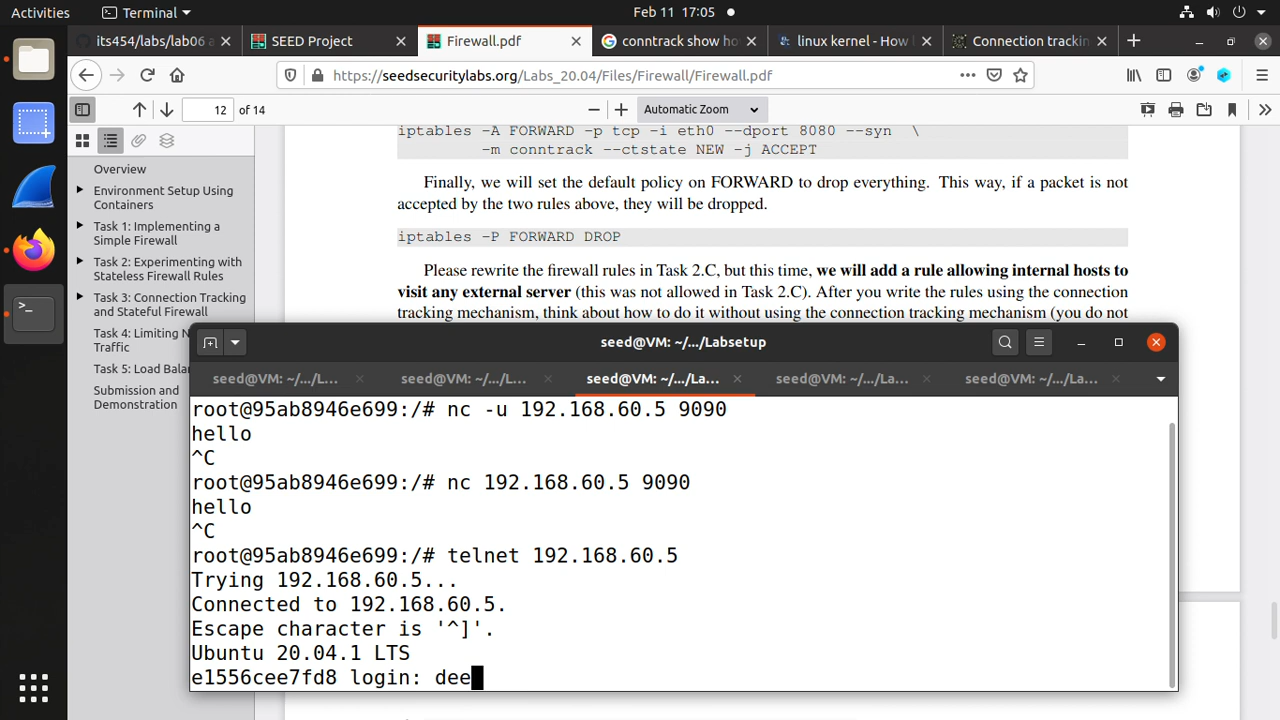 Activities
Terminal
Feb 11 17:05
its454/labs/lab06 a
SEED Project
Firewall.pdf
conntrack show ho
linux kernel - How l
Connection trackin
https://seedsecuritylabs.org/Labs_20.04/Files/Firewall/Firewall.pdf
12 of 14
Automatic Zoom
Overview
Environment Setup Using
Containers
Task 1: Implementing a
Simple Firewall
Task 2: Experimenting with
Stateless Firewall Rules
Task 3: Connection Tracking
and Stateful Firewall
Task 4: Limiting N
Traffic
Task 5: Load Bala
Submission and
Demonstration
iptables -A FORWARD -p tcp -i eth0 --dport 8080 --syn \
-m conntrack --ctstate NEW -j ACCEPT
Finally, we will set the default policy on FORWARD to drop everything. This way, if a packet is not
accepted by the two rules above, they will be dropped.
iptables -P FORWARD DROP
Please rewrite the firewall rules in Task 2.C, but this time, we will add a rule allowing internal hosts to
visit any external server (this was not allowed in Task 2.C). After you write the rules using the connection
tracking mechanism, think about how to do it without using the connection tracking mechanism (you do not
seed@VM: ~/.../Labsetup
seed@VM: ~/.../L...
seed@VM: ~/.../L...
seed@VM: ~/.../La...
seed@VM: ~/.../La...
seed@VM: ~/.../La...
root@95ab8946e699:/# nc -u 192.168.60.5 9090
hello
^C
root@95ab8946e699:/# nc 192.168.60.5 9090
hello
^C
root@95ab8946e699:/# telnet 192.168.60.5
Trying 192.168.60.5...
Connected to 192.168.60.5.
Escape character is '^]'.
Ubuntu 20.04.1 LTS
e1556cee7fd8 login: dee